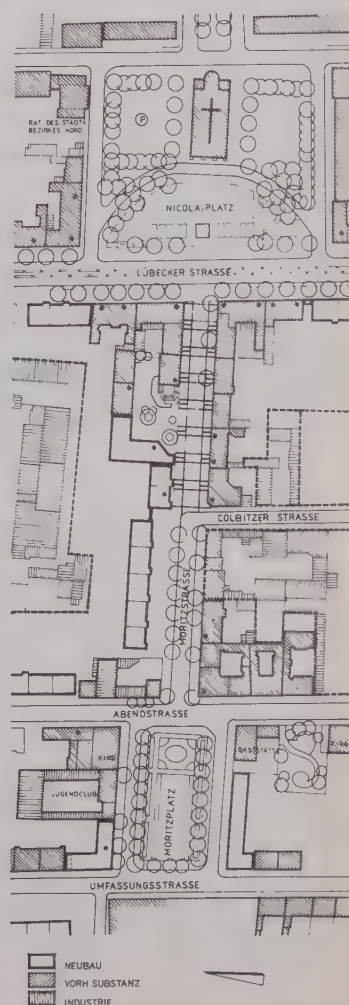 RAT DES STADT-
BEZIRKES NORD
P
NICOLAIPLATZ
LÜBECKER STRASSE
COLBITZER STRASSE
MORITZSTRASSE
ABENDSTRASSE
KINO
GASTSTÄTTE
JUGENDCLUB
MORITZPLATZ
UMFASSUNGSSTRASSE
NEUBAU
VORH SUBSTANZ
INDUSTRIE